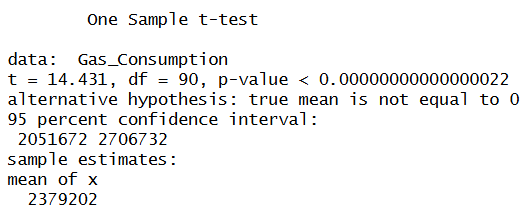 One Sample t-test
data: Gas_Consumption
t = 14.431, df = 90, p-value < 0.00000000000000022
alternative hypothesis: true mean is not equal to 0
95 percent confidence interval:
2051672 2706732
sample estimates:
mean of x
2379202